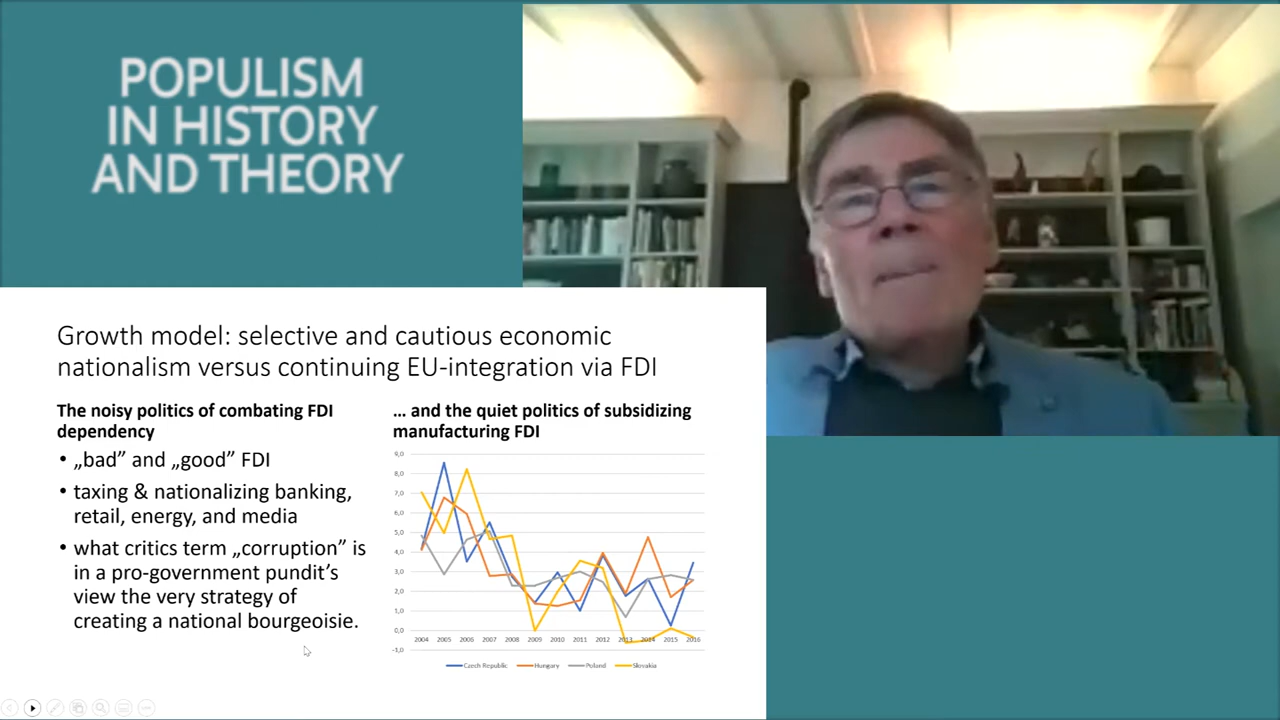 POPULISM
IN HISTORY
AND THEORY
Growth model: selective and cautious economic
nationalism versus continuing EU-integration via FDI
The noisy politics of combating FDI
dependency
• „bad” and „good” FDI
• taxing & nationalizing banking,
retail, energy, and media
• what critics term „corruption” is
in a pro-government pundit’s
view the very strategy of
creating a national bourgeoisie.
… and the quiet politics of subsidizing
manufacturing FDI
9,0
8,0
7,0
6,0
5,0
4,0
3,0
2,0
1,0
0,0
-1,0
2004 2005 2006 2007 2008 2009 2010 2011 2012 2013 2014 2015 2016
Czech Republic Hungary Poland Slovakia